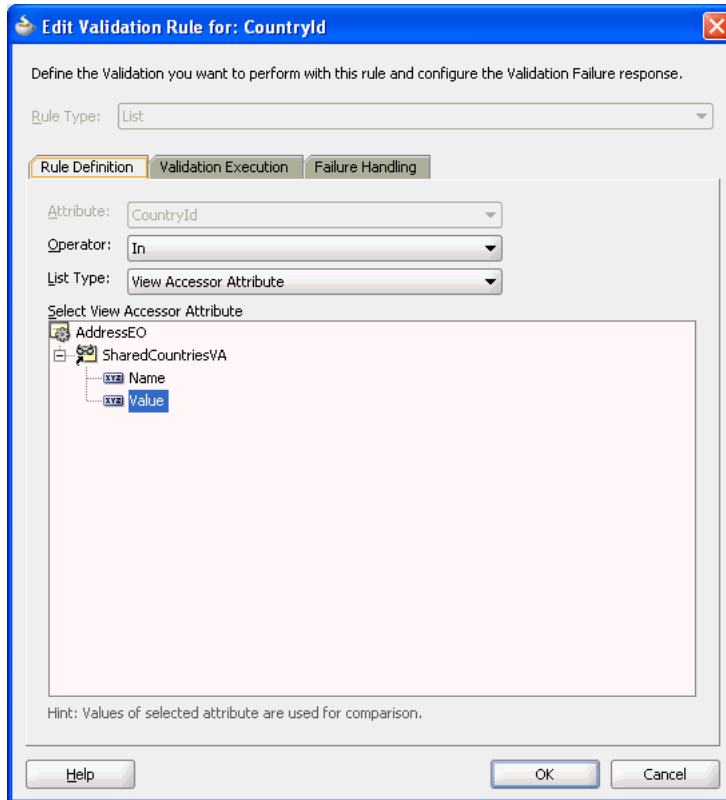 Edit Validation Rule for: CountryId
Define the Validation you want to perform with this rule and configure the Validation Failure response.
Rule Type: List
Rule Definition Validation Execution Failure Handling
Attribute: CountryId
Operator: In
List Type: View Accessor Attribute
Select View Accessor Attribute
AddressEO
SharedCountriesVA
xyz Name
xyz Value
Hint: Values of selected attribute are used for comparison.
Help OK Cancel